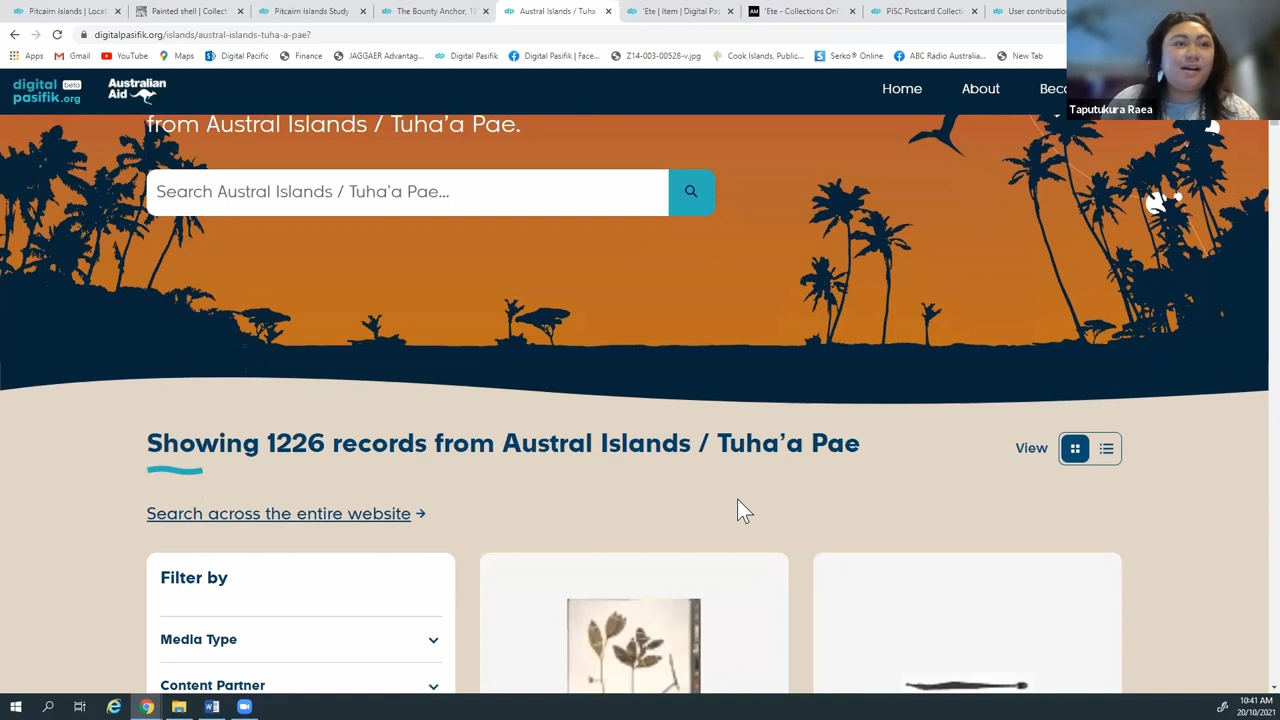 Pitcairn Islands | Locat
Painted shell | Collect
Pitcairn Islands Study
The Bounty Anchor, 1
Austral Islands / Tuha
'Ete | Item | Digital Pas
'Ete - Collections Onl
PISC Postcard Collecti
User contribution
digitalpasifik.org/islands/austral-islands-tuha-a-pae?
Apps
Gmail
YouTube
Maps
Digital Pacific
Finance
JAGGAER Advantag...
Digital Pasifik
Digital Pasifik | Face...
Z14-003-00528-v.jpg
Cook Islands, Public...
Serko® Online
ABC Radio Australia...
New Tab
digital beta
pasifik.org
Australian
Aid
Home
About
Beco
Taputukura Raea
from Austral Islands / Tuha’a Pae.
Search Austral Islands / Tuha’a Pae...
Showing 1226 records from Austral Islands / Tuha’a Pae
View
Search across the entire website →
Filter by
Media Type
Content Partner
10:41 AM
20/10/2021